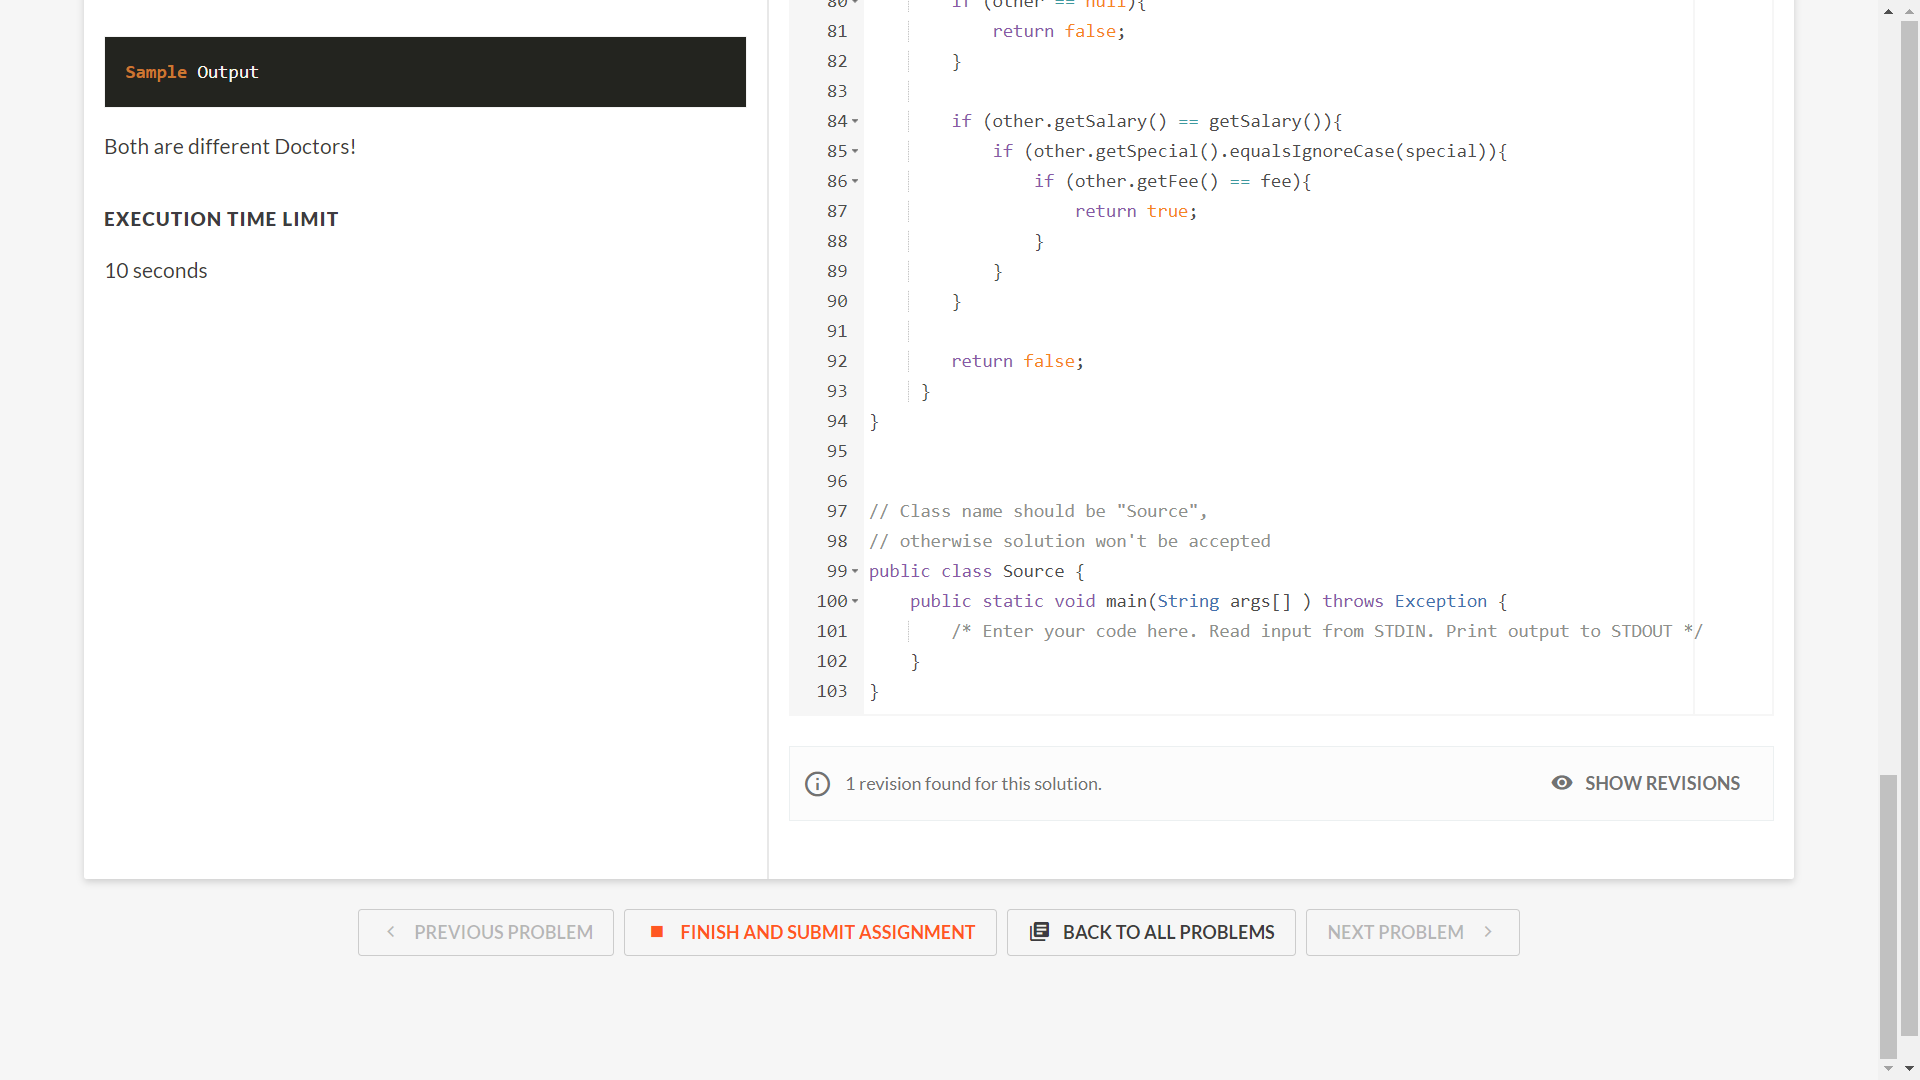 Sample Output
Both are different Doctors!
EXECUTION TIME LIMIT
10 seconds
80 if (other == null){
81 return false;
82 }
83
84 if (other.getSalary() == getSalary()){
85 if (other.getSpecial().equalsIgnoreCase(special)){
86 if (other.getFee() == fee){
87 return true;
88 }
89 }
90 }
91
92 return false;
93 }
94 }
95
96
97 // Class name should be "Source",
98 // otherwise solution won't be accepted
99 public class Source {
100 public static void main(String args[] ) throws Exception {
101 /* Enter your code here. Read input from STDIN. Print output to STDOUT */
102 }
103 }
1 revision found for this solution.
SHOW REVISIONS
PREVIOUS PROBLEM
FINISH AND SUBMIT ASSIGNMENT
BACK TO ALL PROBLEMS
NEXT PROBLEM